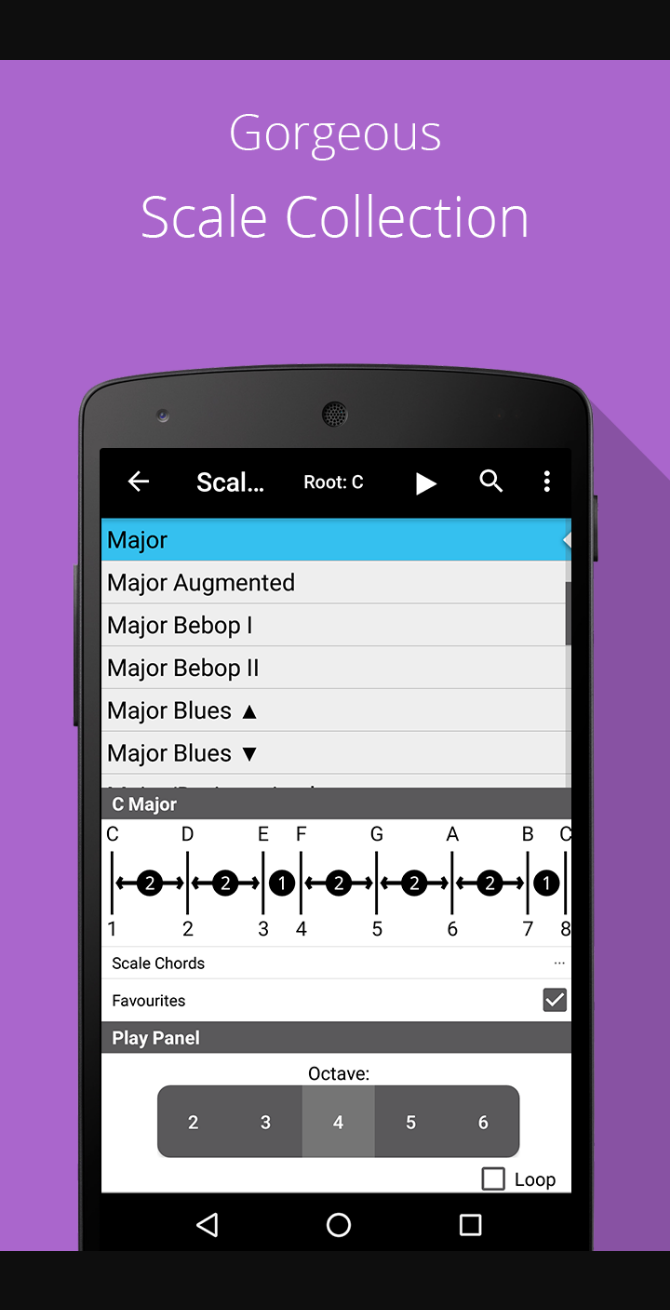 Gorgeous
Scale Collection
Scal... Root: C
Major
Major Augmented
Major Bebop I
Major Bebop II
Major Blues ▲
Major Blues ▼
C Major
C D E F G A B C
2 2 1 2 2 2 1
1 2 3 4 5 6 7 8
Scale Chords ...
Favourites
Play Panel
Octave:
2 3 4 5 6
Loop